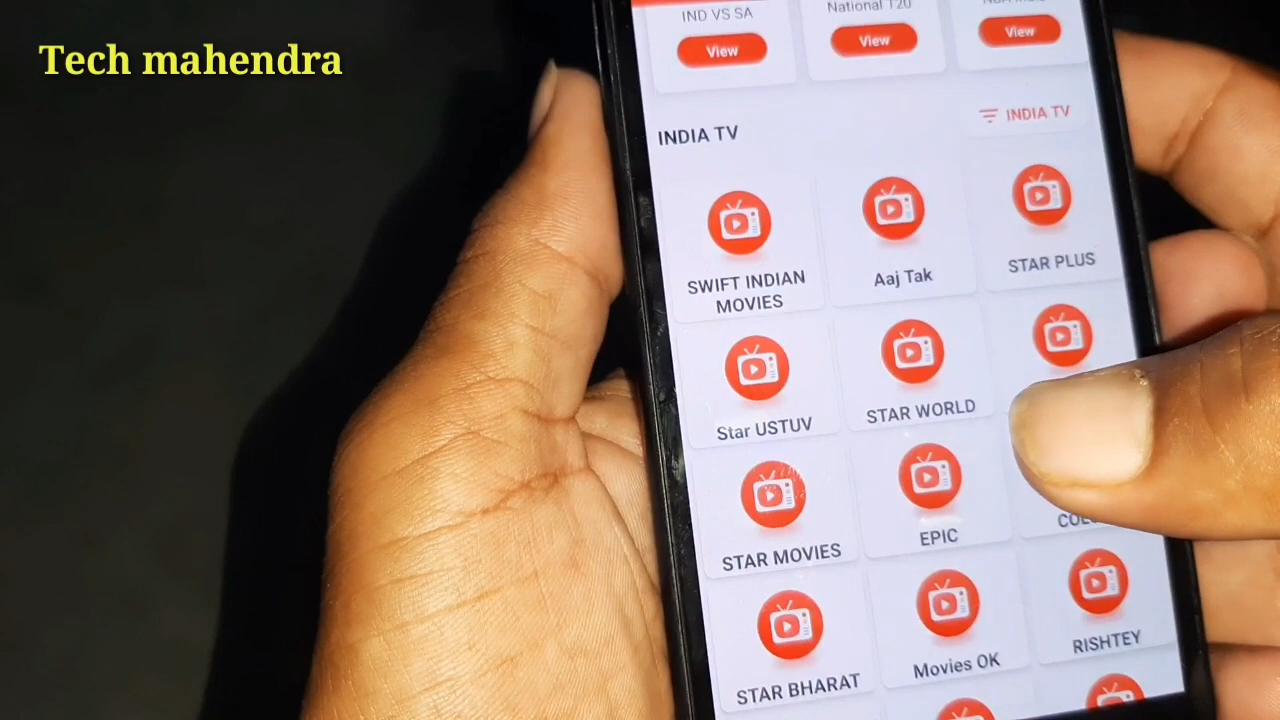 Tech mahendra
IND VS SA
National T20
View
View
View
INDIA TV
INDIA TV
SWIFT INDIAN
MOVIES
Aaj Tak
STAR PLUS
Star USTUV
STAR WORLD
STAR MOVIES
EPIC
STAR BHARAT
Movies OK
RISHTEY